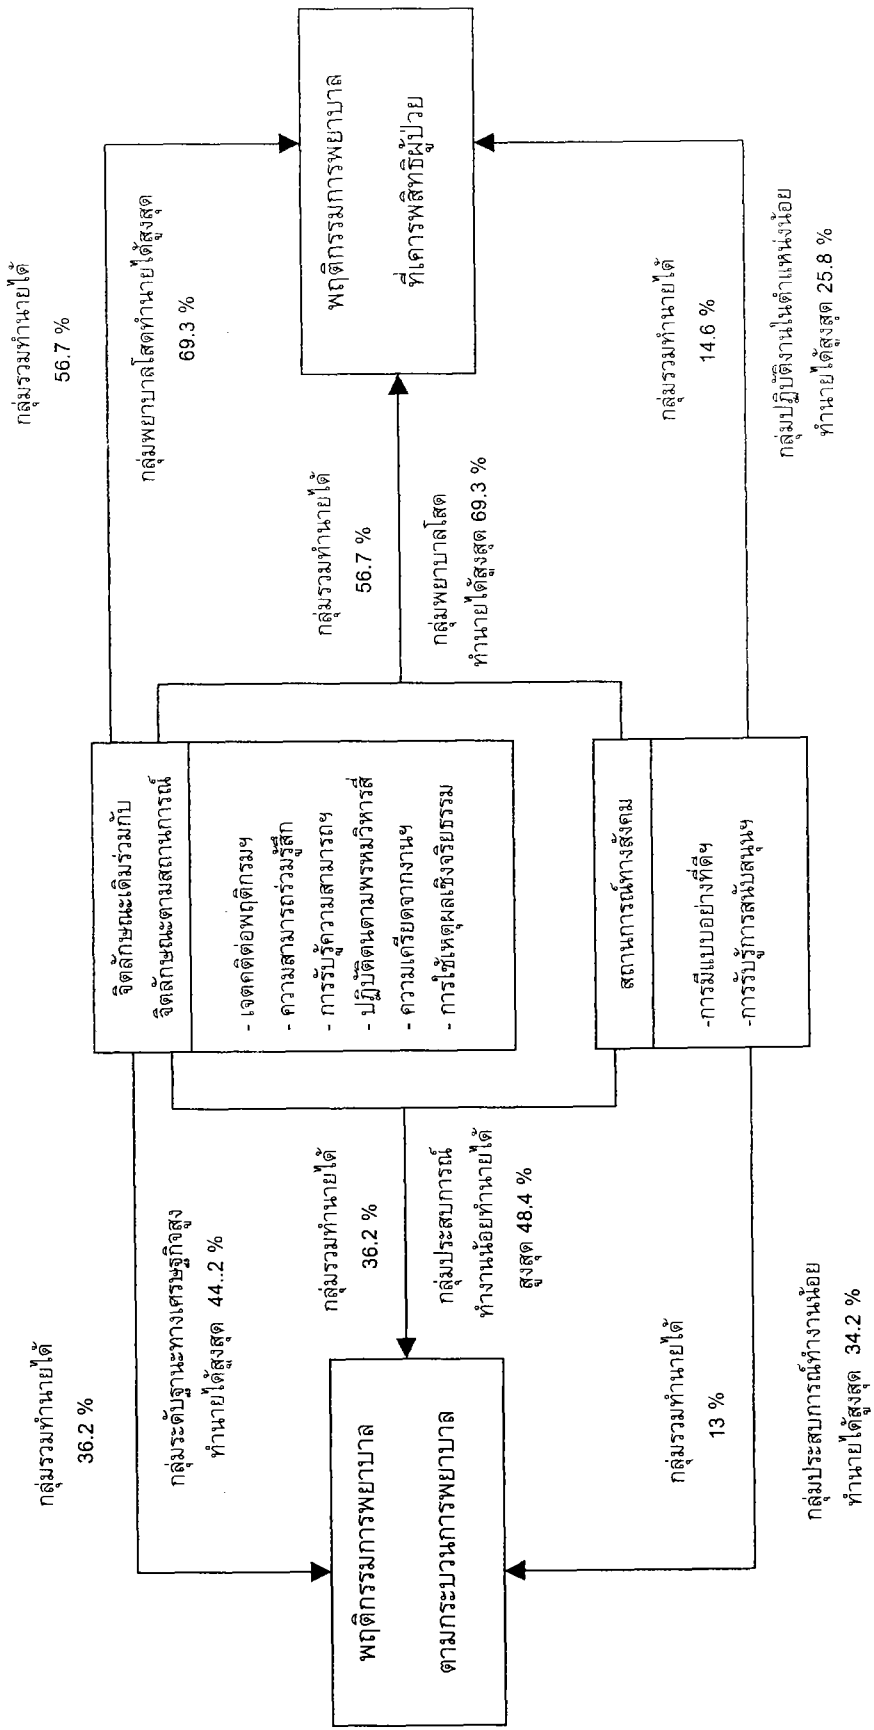 กลุ่มรวมทำนายได้
36.2 %
กลุ่มระดับฐานะทางเศรษฐกิจสูง
ทำนายได้สูงสุด 44..2 %
พฤติกรรมการพยาบาล
ตามกระบวนการพยาบาล
กลุ่มรวมทำนายได้
36.2 %
กลุ่มประสบการณ์
ทำงานน้อยทำนายได้
สูงสุด 48.4 %
กลุ่มรวมทำนายได้
13 %
กลุ่มประสบการณ์ทำงานน้อย
ทำนายได้สูงสุด 34.2 %
จิตลักษณะเดิมร่วมกับ
จิตลักษณะตามสถานการณ์
- เจตคติต่อพฤติกรมฯ
- ความสามารถร่วมรู้สึก
- การรับรู้ความสามารถฯ
- ปฏิบัติตนตามพรหมวิหารสี่
- ความเครียดจากงานฯ
- การใช้เหตุผลเชิงจริยธรรม
สถานการณ์ทางสังคม
-การมีแบบอย่างที่ดีฯ
-การรับรู้การสนับสนุนฯ
กลุ่มรวมทำนายได้
56.7 %
กลุ่มพยาบาลโสดทำนายได้สูงสุด
69.3 %
กลุ่มรวมทำนายได้
56.7 %
กลุ่มพยาบาลโสด
ทำนายได้สูงสุด 69.3 %
พฤติกรรมการพยาบาล
ที่เคารพสิทธิผู้ป่วย
กลุ่มรวมทำนายได้
14.6 %
กลุ่มปฏิบัติงานในตำแหน่งน้อย
ทำนายได้สูงสุด 25.8 %